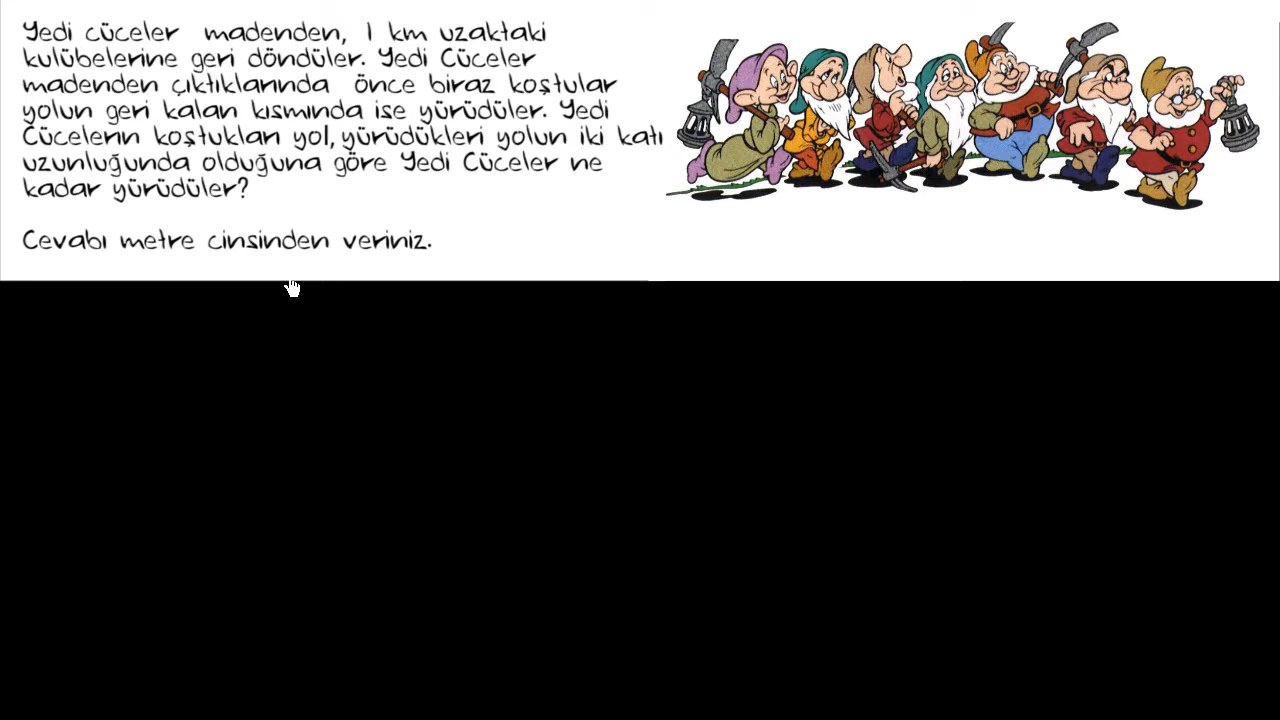 Yedi cüceler madenden, 1 km uzaktaki
kulübelerine geri döndüler. Yedi Cüceler
madenden çıktıklarında önce biraz koştular
yolun geri kalan kısmında ise yürüdüler. Yedi
Cücelerin koştukları yol, yürüdükleri yolun iki katı
uzunluğunda olduğuna göre Yedi Cüceler ne
kadar yürüdüler?
Cevabı metre cinsinden veriniz.